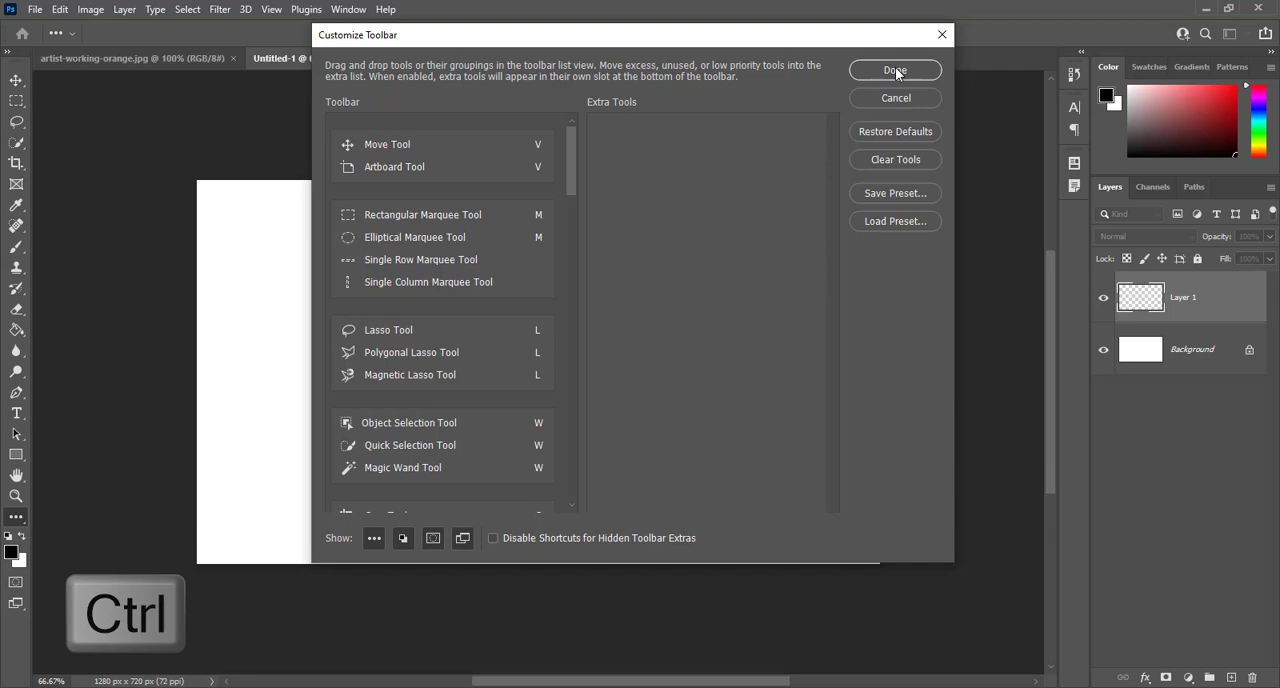 Ps File Edit Image Layer Type Select Filter 3D View Plugins Window Help
artist-working-orange.jpg @ 100% (RGB/8#) × Untitled-1 @ 6
Customize Toolbar
Drag and drop tools or their groupings in the toolbar list view. Move excess, unused, or low priority tools into the
extra list. When enabled, extra tools will appear in their own slot at the bottom of the toolbar.
Toolbar
Extra Tools
Move Tool V
Artboard Tool V
Rectangular Marquee Tool M
Elliptical Marquee Tool M
Single Row Marquee Tool
Single Column Marquee Tool
Lasso Tool L
Polygonal Lasso Tool L
Magnetic Lasso Tool L
Object Selection Tool W
Quick Selection Tool W
Magic Wand Tool W
Done
Cancel
Restore Defaults
Clear Tools
Save Preset...
Load Preset...
Show: Disable Shortcuts for Hidden Toolbar Extras
Color Swatches Gradients Patterns
Layers Channels Paths
Kind
Normal Opacity: 100%
Lock: Fill: 100%
Layer 1
Background
Ctrl
66.67% 1280 px x 720 px (72 ppi)